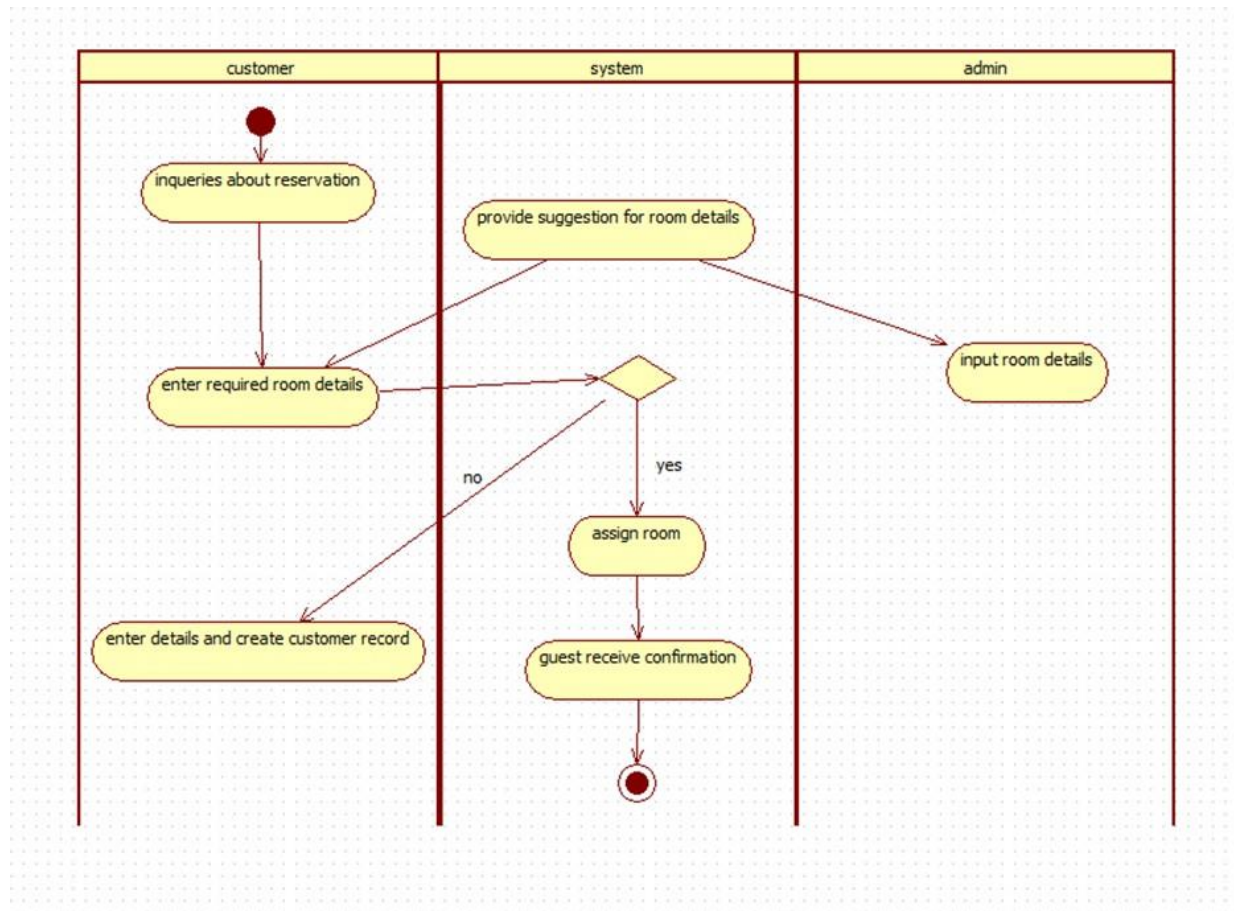 customer
system
admin
inqueries about reservation
provide suggestion for room details
input room details
enter required room details
no
yes
assign room
enter details and create customer record
guest receive confirmation